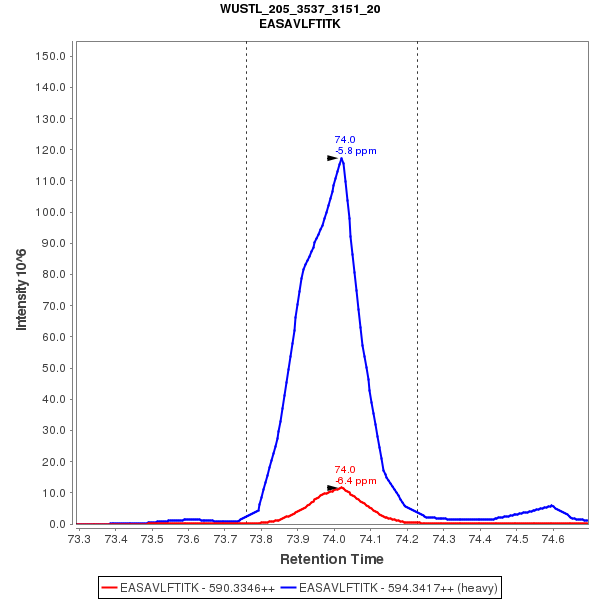 WUSTL_205_3537_3151_20
EASAVLFTITK
150.0
140.0
130.0
120.0
110.0
100.0
90.0
80.0
70.0
60.0
50.0
40.0
30.0
20.0
10.0
0.0
Intensity 10^6
74.0
-5.8 ppm
74.0
-6.4 ppm
73.3 73.4 73.5 73.6 73.7 73.8 73.9 74.0 74.1 74.2 74.3 74.4 74.5 74.6
Retention Time
EASAVLFTITK - 590.3346++ EASAVLFTITK - 594.3417++ (heavy)